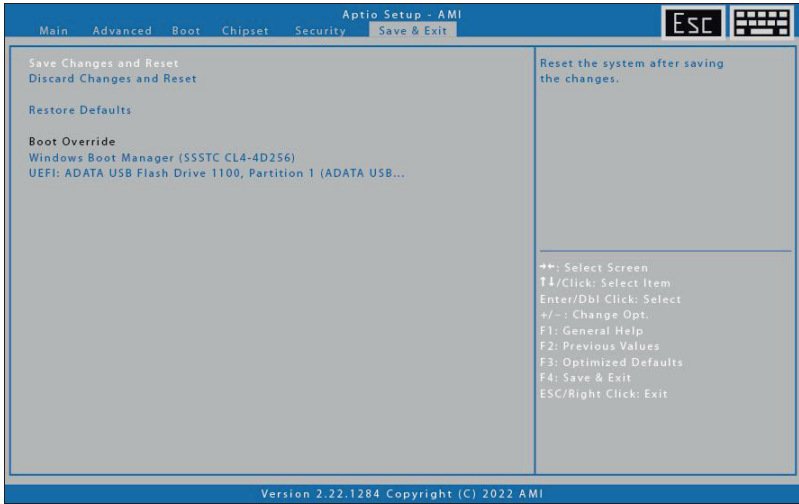 Aptio Setup - AMI
Main Advanced Boot Chipset Security Save & Exit
Esc
Save Changes and Reset
Discard Changes and Reset
Restore Defaults
Boot Override
Windows Boot Manager (SSSTC CL4-4D256)
UEFI: ADATA USB Flash Drive 1100, Partition 1 (ADATA USB...
Reset the system after saving
the changes.
→←: Select Screen
↑↓/Click: Select Item
Enter/Dbl Click: Select
+/-: Change Opt.
F1: General Help
F2: Previous Values
F3: Optimized Defaults
F4: Save & Exit
ESC/Right Click: Exit
Version 2.22.1284 Copyright (C) 2022 AMI